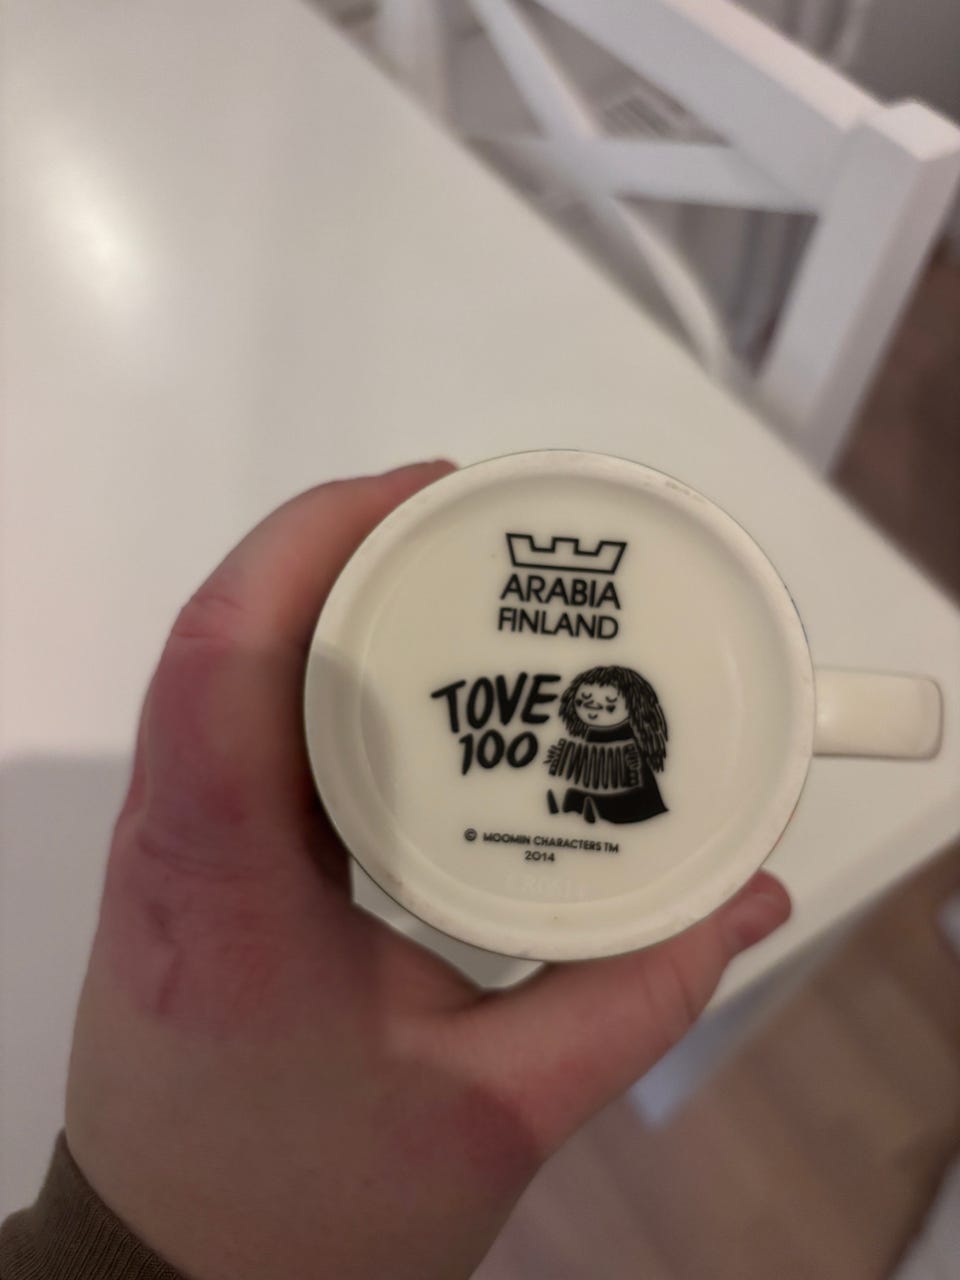 ARABIA
FINLAND
TOVE
100
© MOOMIN CHARACTERS TM
2014